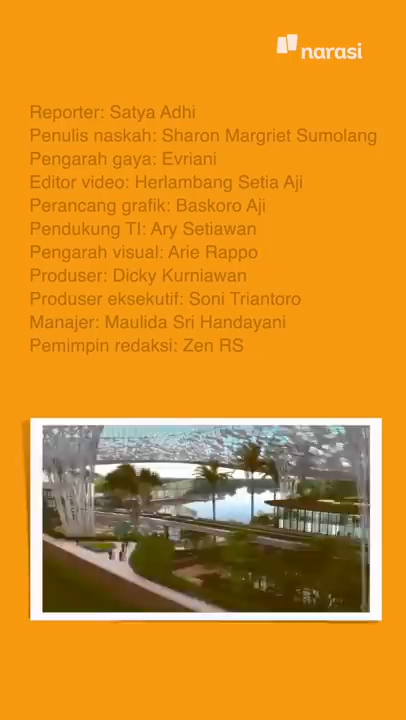 narasi
Reporter: Satya Adhi
Penulis naskah: Sharon Margriet Sumolang
Pengarah gaya: Evriani
Editor video: Herlambang Setia Aji
Perancang grafik: Baskoro Aji
Pendukung TI: Ary Setiawan
Pengarah visual: Arie Rappo
Produser: Dicky Kurniawan
Produser eksekutif: Soni Triantoro
Manajer: Maulida Sri Handayani
Pemimpin redaksi: Zen RS